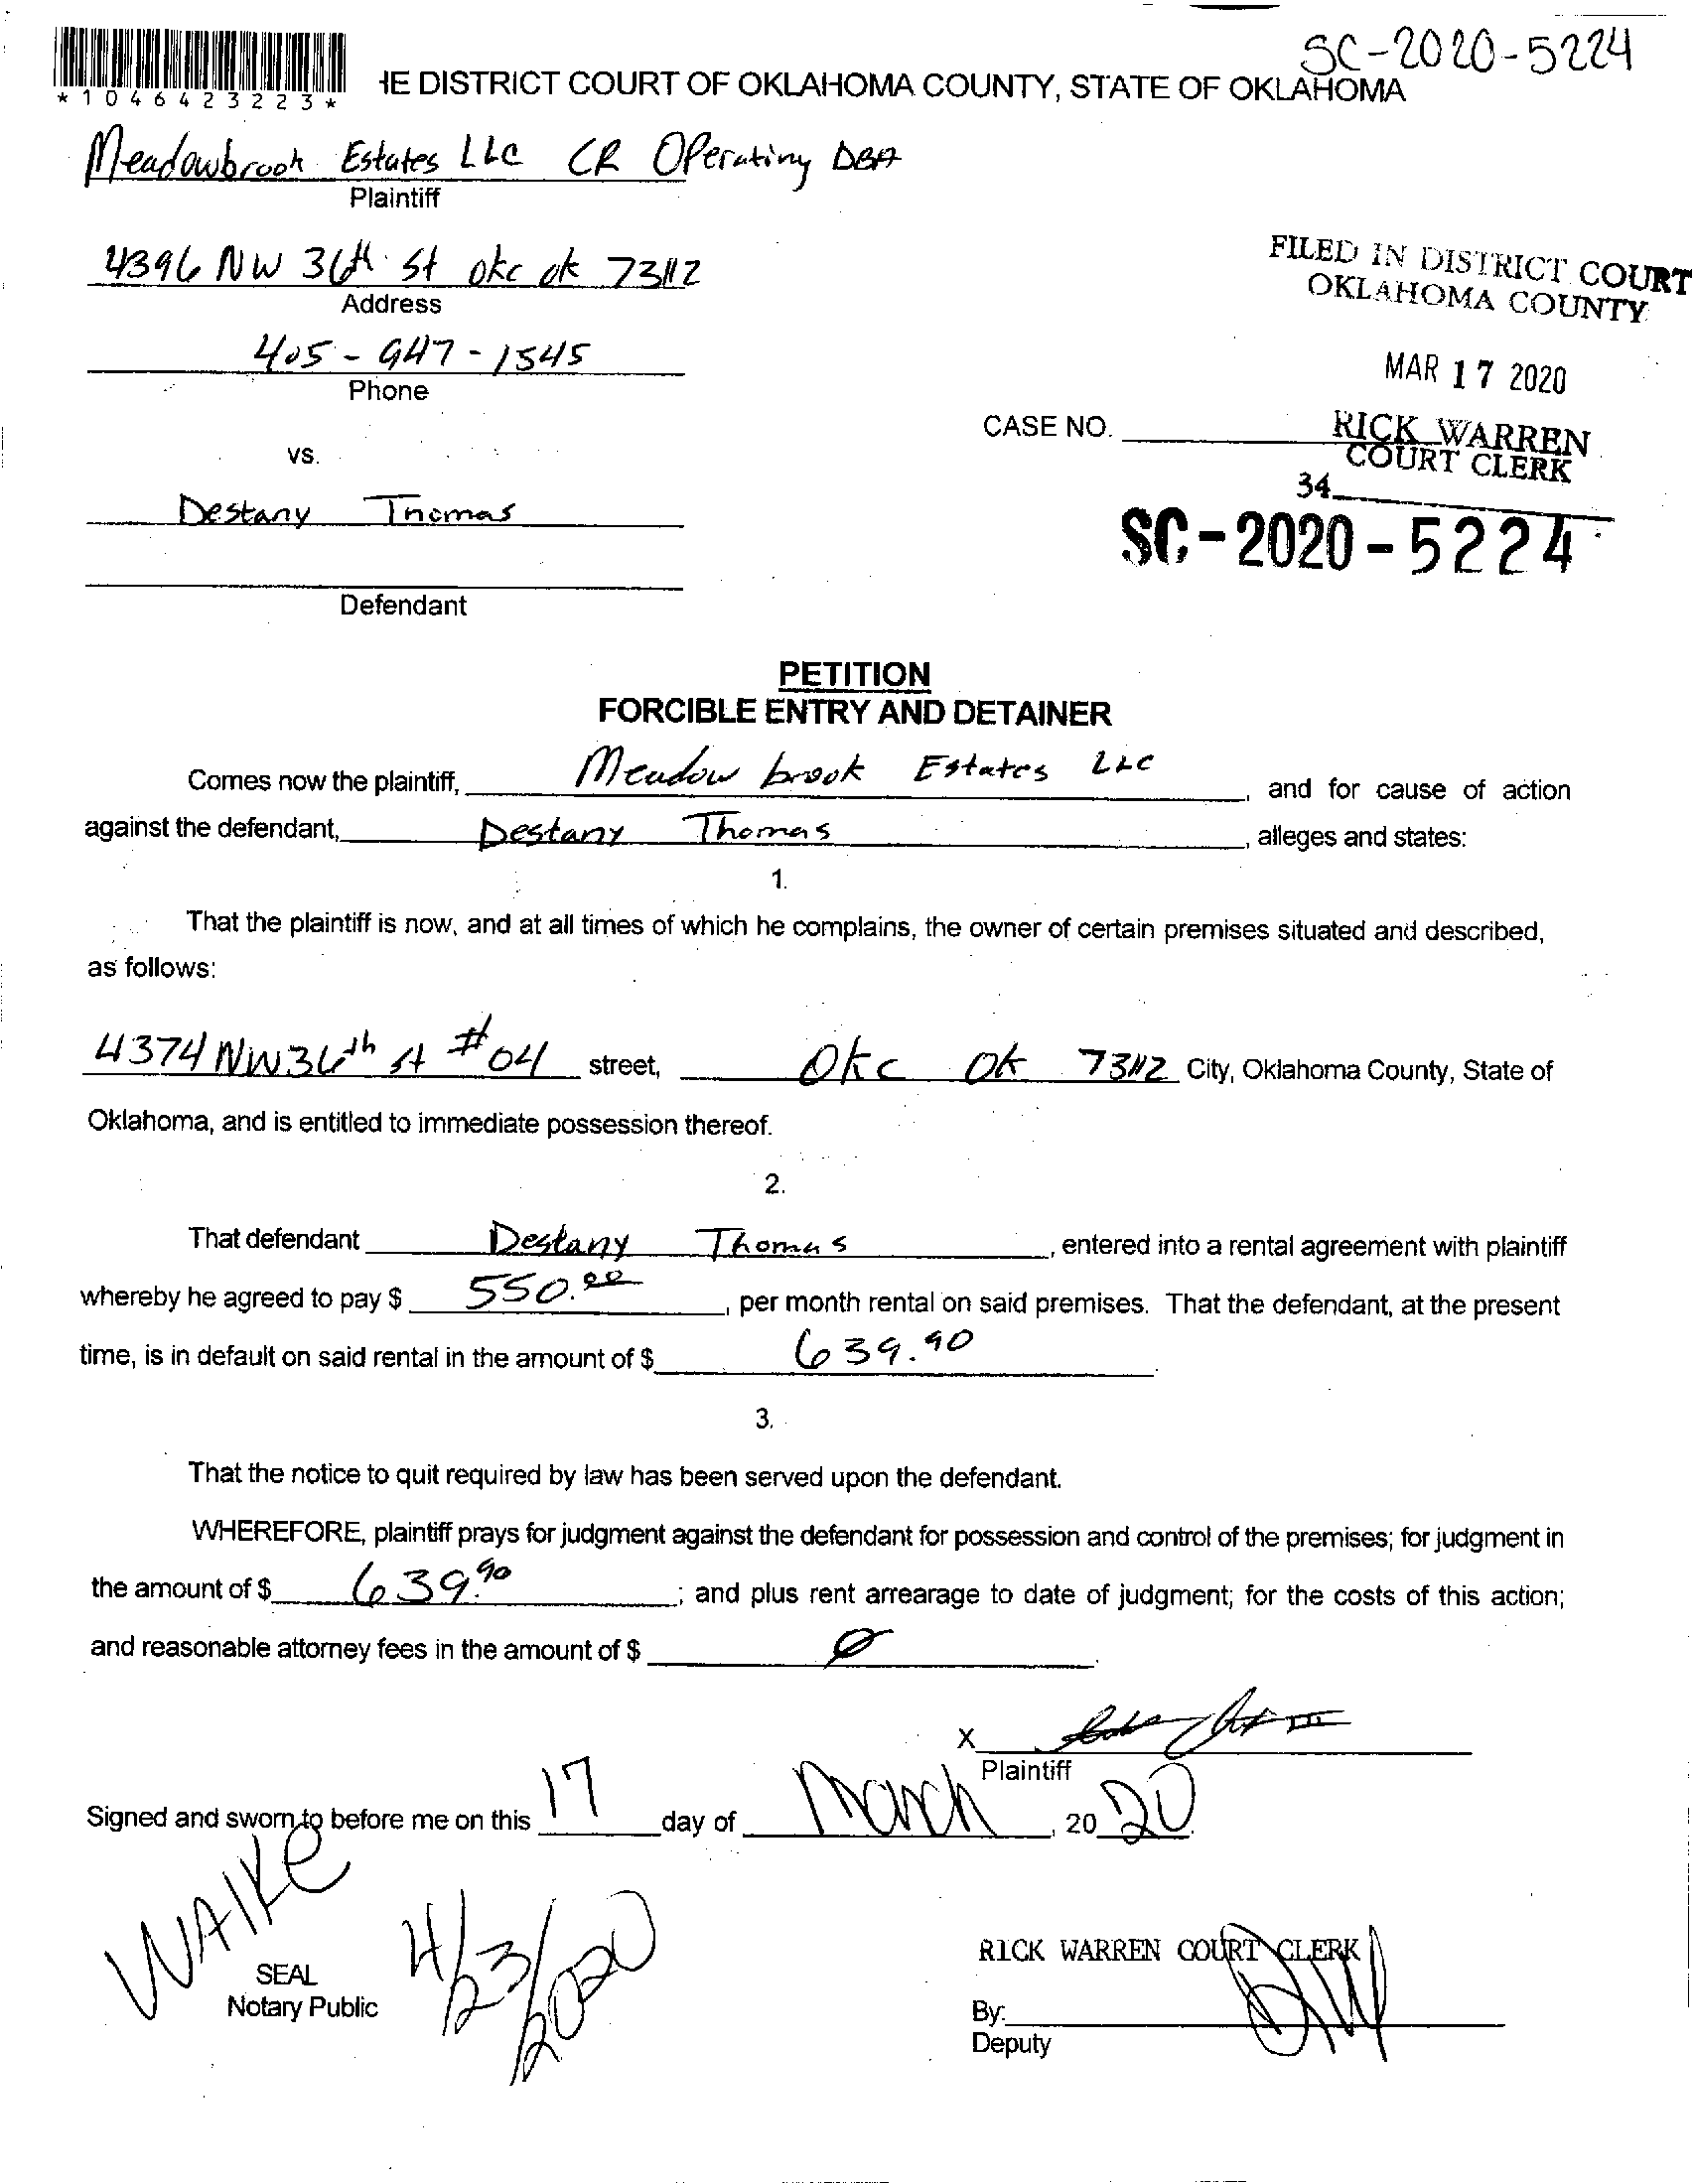 SC-2020-5224
*1046423223*
HE DISTRICT COURT OF OKLAHOMA COUNTY, STATE OF OKLAHOMA
Meadowbrook Estates LLC CR Operating DBA
Plaintiff
4396 NW 36th St okc ok 73112
Address
405-947-1545
Phone
FILED IN DISTRICT COURT
OKLAHOMA COUNTY
MAR 17 2020
RICK WARREN
COURT CLERK
34
CASE NO.
SC-2020-5224
vs.
Destany Thomas
Defendant
PETITION
FORCIBLE ENTRY AND DETAINER
Comes now the plaintiff, Meadow brook Estates LLC and for cause of action
against the defendant, Destany Thomas, alleges and states:
1.
That the plaintiff is now, and at all times of which he complains, the owner of certain premises situated and described,
as follows:
4374 NW 36th st #04 street, Okc Ok 73112 City, Oklahoma County, State of
Oklahoma, and is entitled to immediate possession thereof.
2.
That defendant Destany Thomas, entered into a rental agreement with plaintiff
whereby he agreed to pay $ 550.00, per month rental on said premises. That the defendant, at the present
time, is in default on said rental in the amount of $ 639.90.
3.
That the notice to quit required by law has been served upon the defendant.
WHEREFORE, plaintiff prays for judgment against the defendant for possession and control of the premises; for judgment in
the amount of $ 639.90; and plus rent arrearage to date of judgment; for the costs of this action;
and reasonable attorney fees in the amount of $ Ø.
X
Plaintiff
Signed and sworn to before me on this 17 day of March, 2020.
4/23/2020
SEAL
Notary Public
RICK WARREN COURT CLERK
By:
Deputy